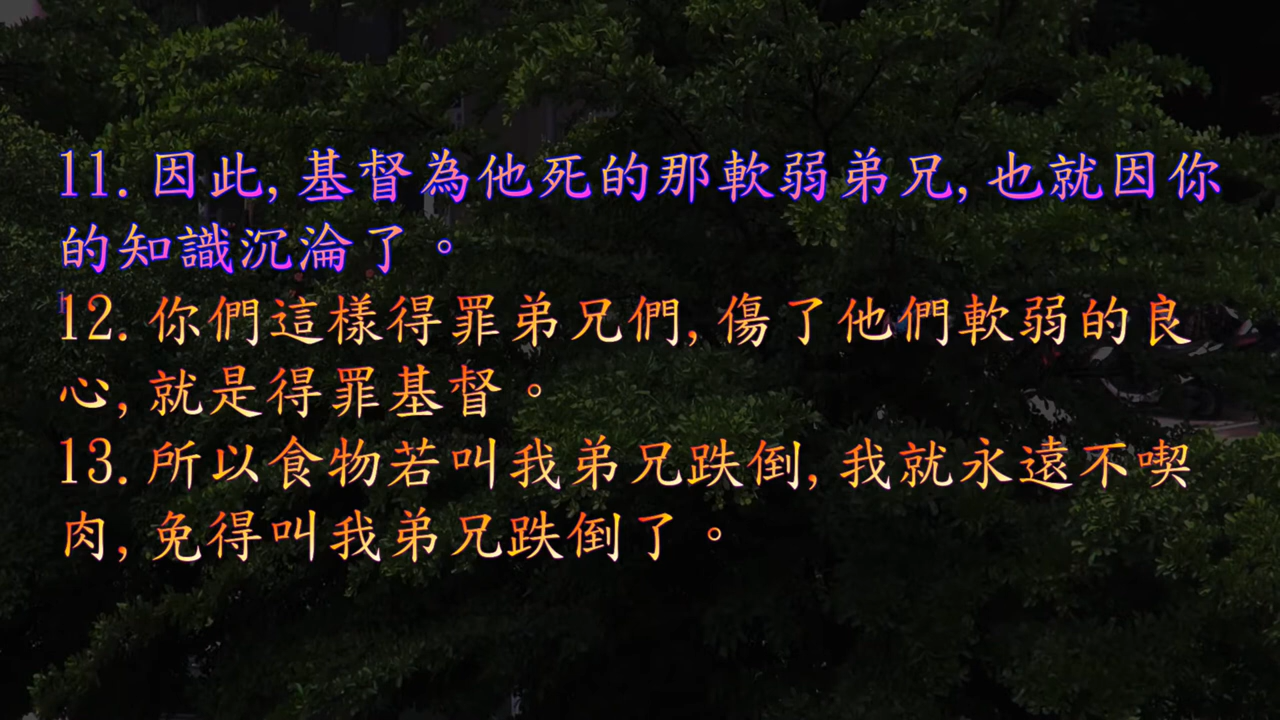 11. 因此, 基督為他死的那軟弱弟兄, 也就因你
的知識沉淪了。
12. 你們這樣得罪弟兄們, 傷了他們軟弱的良
心, 就是得罪基督。
13. 所以食物若叫我弟兄跌倒, 我就永遠不喫
肉, 免得叫我弟兄跌倒了。